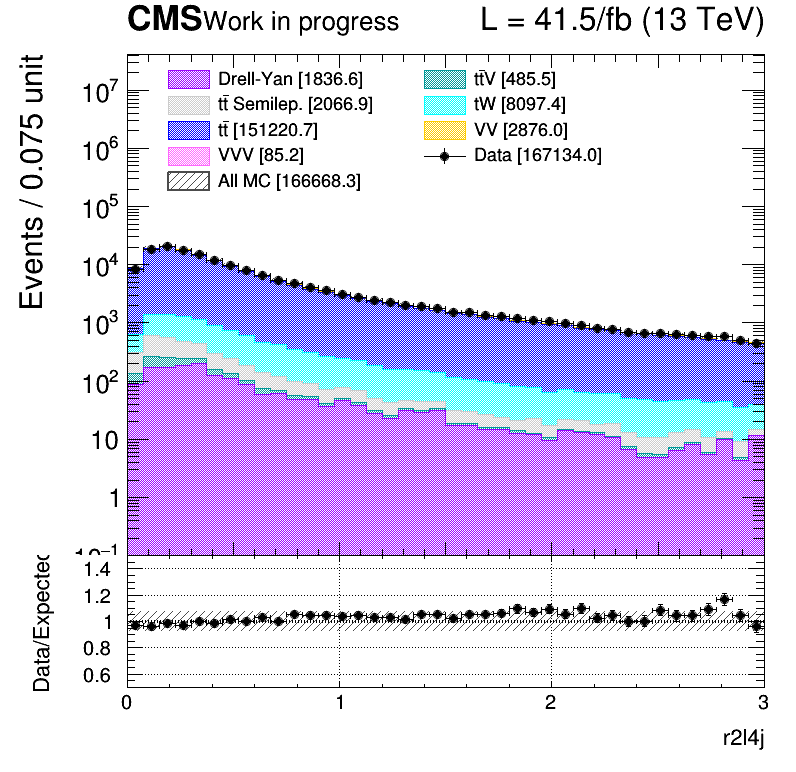 CMS Work in progress L = 41.5/fb (13 TeV)
Events / 0.075 unit
Drell-Yan [1836.6]
tt̄ Semilep. [2066.9]
tt̄ [151220.7]
VVV [85.2]
All MC [166668.3]
tt̄V [485.5]
tW [8097.4]
VV [2876.0]
Data [167134.0]
10⁷
10⁶
10⁵
10⁴
10³
10²
10
1
10⁻¹
Data/Expected
1.4
1.2
1
0.8
0.6
0 1 2 3
r2l4j